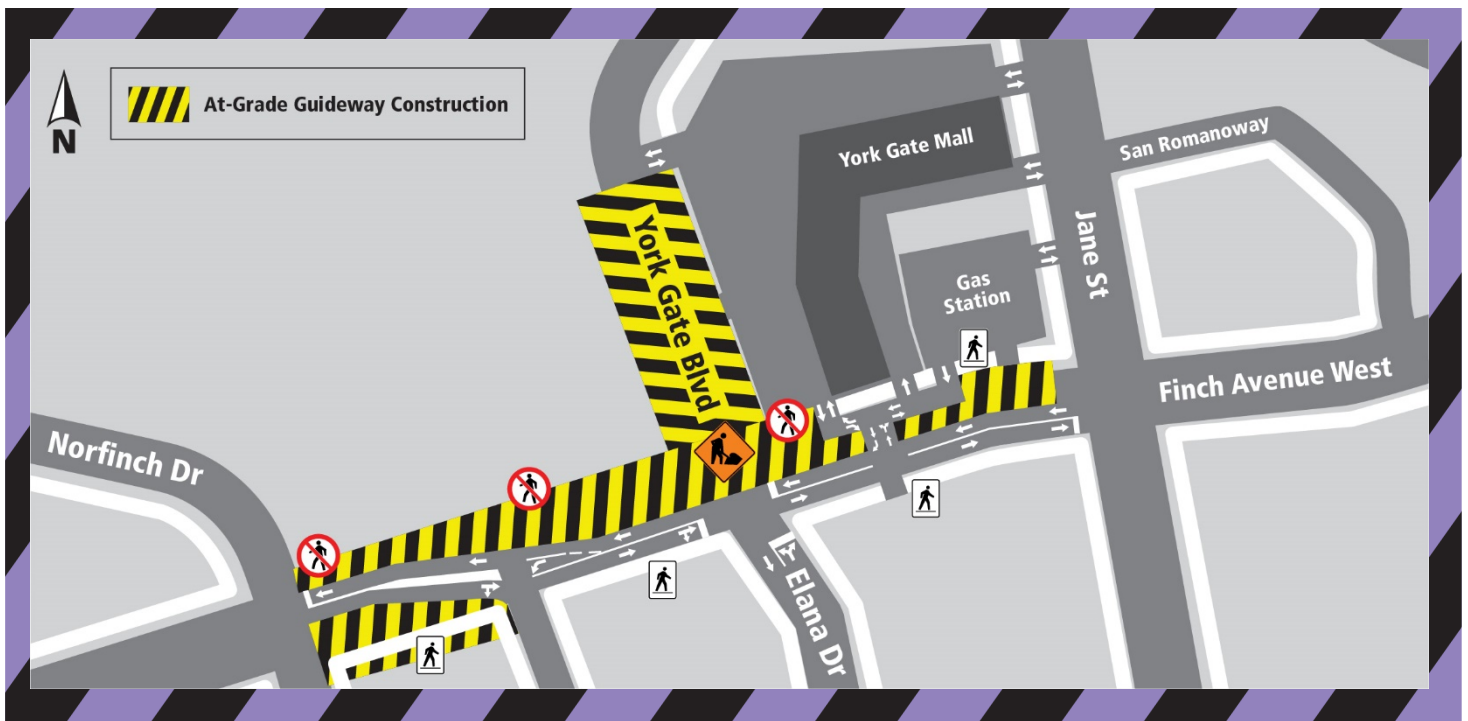 At-Grade Guideway Construction
N
York Gate Mall
San Romanoway
Jane St
Gas
Station
York Gate Blvd
Finch Avenue West
Norfinch Dr
Elana Dr